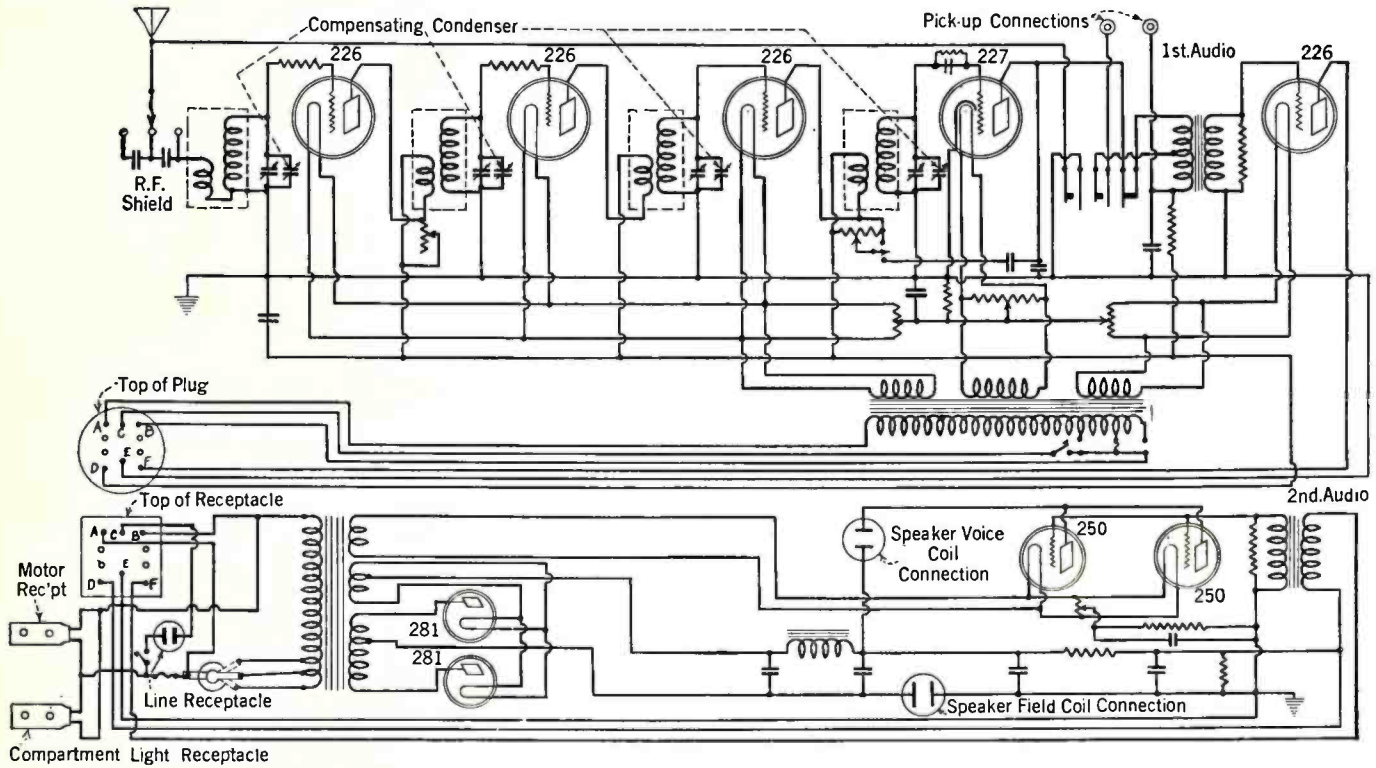 Compensating Condenser
Pick-up Connections
226
226
226
227
1st.Audio
226
R.F.
Shield
Top of Plug
A C B
D E F
Top of Receptacle
2nd.Audio
A C B
D E F
Motor
Rec'pt
Speaker Voice
Coil
Connection
250
250
281
281
Line Receptacle
Speaker Field Coil Connection
Compartment Light Receptacle